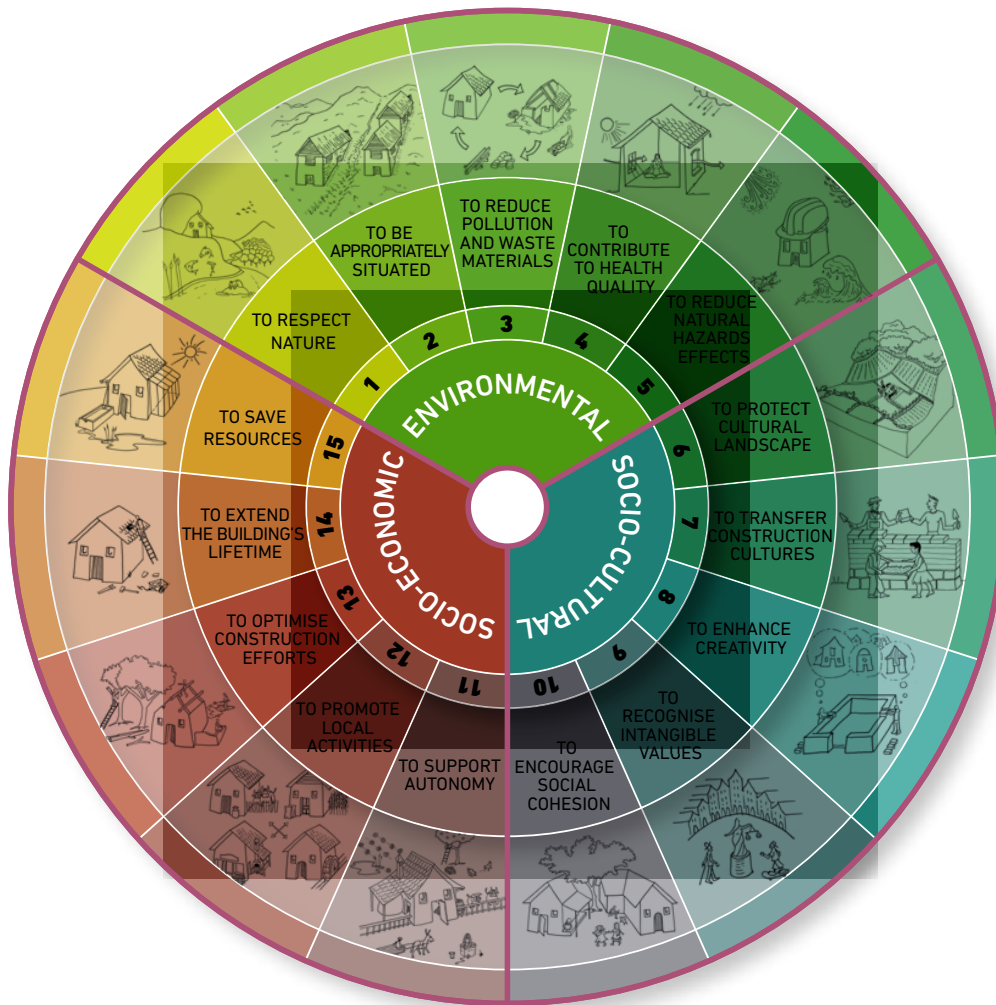 ENVIRONMENTAL
1
TO RESPECT
NATURE
2
TO BE
APPROPRIATELY
SITUATED
3
TO REDUCE
POLLUTION
AND WASTE
MATERIALS
4
TO
CONTRIBUTE
TO HEALTH
QUALITY
5
TO REDUCE
NATURAL
HAZARDS
EFFECTS
SOCIO-CULTURAL
6
TO PROTECT
CULTURAL
LANDSCAPE
7
TO TRANSFER
CONSTRUCTION
CULTURES
8
TO ENHANCE
CREATIVITY
9
TO
RECOGNISE
INTANGIBLE
VALUES
10
TO
ENCOURAGE
SOCIAL
COHESION
SOCIO-ECONOMIC
11
TO SUPPORT
AUTONOMY
12
TO PROMOTE
LOCAL
ACTIVITIES
13
TO OPTIMISE
CONSTRUCTION
EFFORTS
14
TO EXTEND
THE BUILDING'S
LIFETIME
15
TO SAVE
RESOURCES